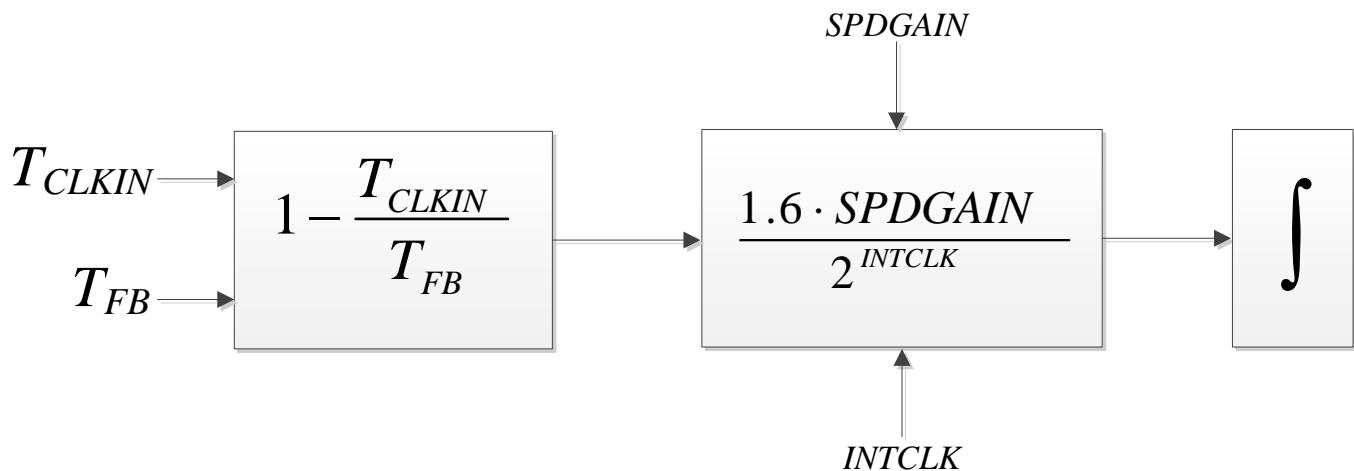 SPDGAIN
T_CLKIN
T_FB
1 − T_CLKIN / T_FB
1.6 · SPDGAIN / 2^INTCLK
∫
INTCLK